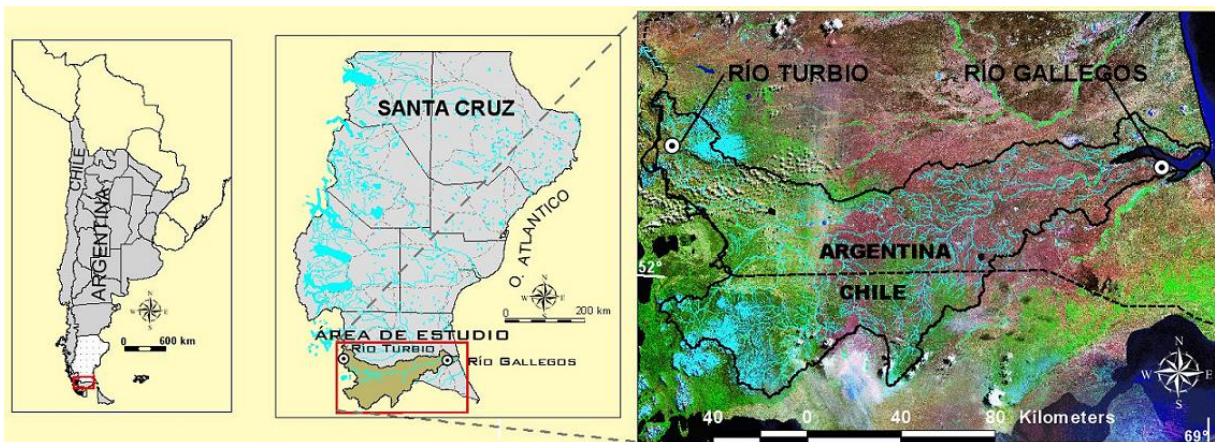 CHILE
ARGENTINA
N
W E
S
0 600 km
SANTA CRUZ
O. ATLANTICO
N
W E
S
0 200 km
ÁREA DE ESTUDIO
RÍO TURBIO
RÍO GALLEGOS
RÍO TURBIO
RÍO GALLEGOS
ARGENTINA
52°
CHILE
N
W E
S
40 0 40 80 Kilometers
69°